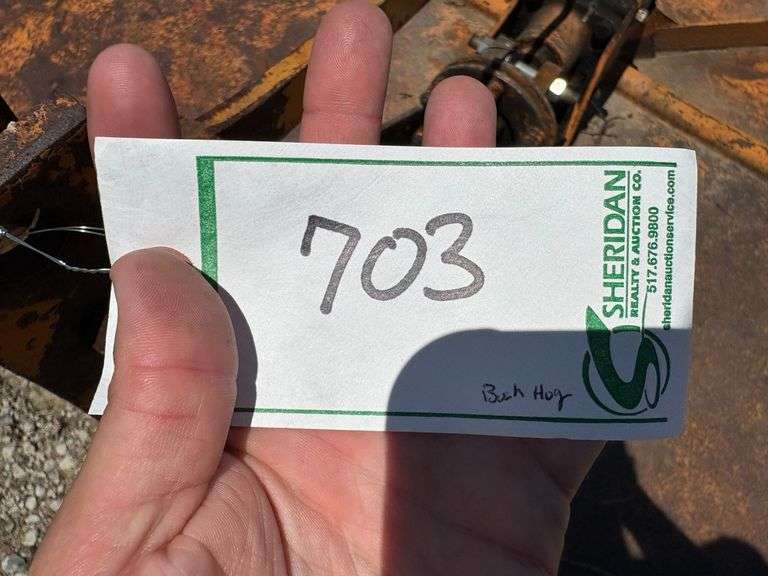 703
Bush Hog
SHERIDAN
REALTY & AUCTION CO.
517.676.9800
sheridanauctionservice.com